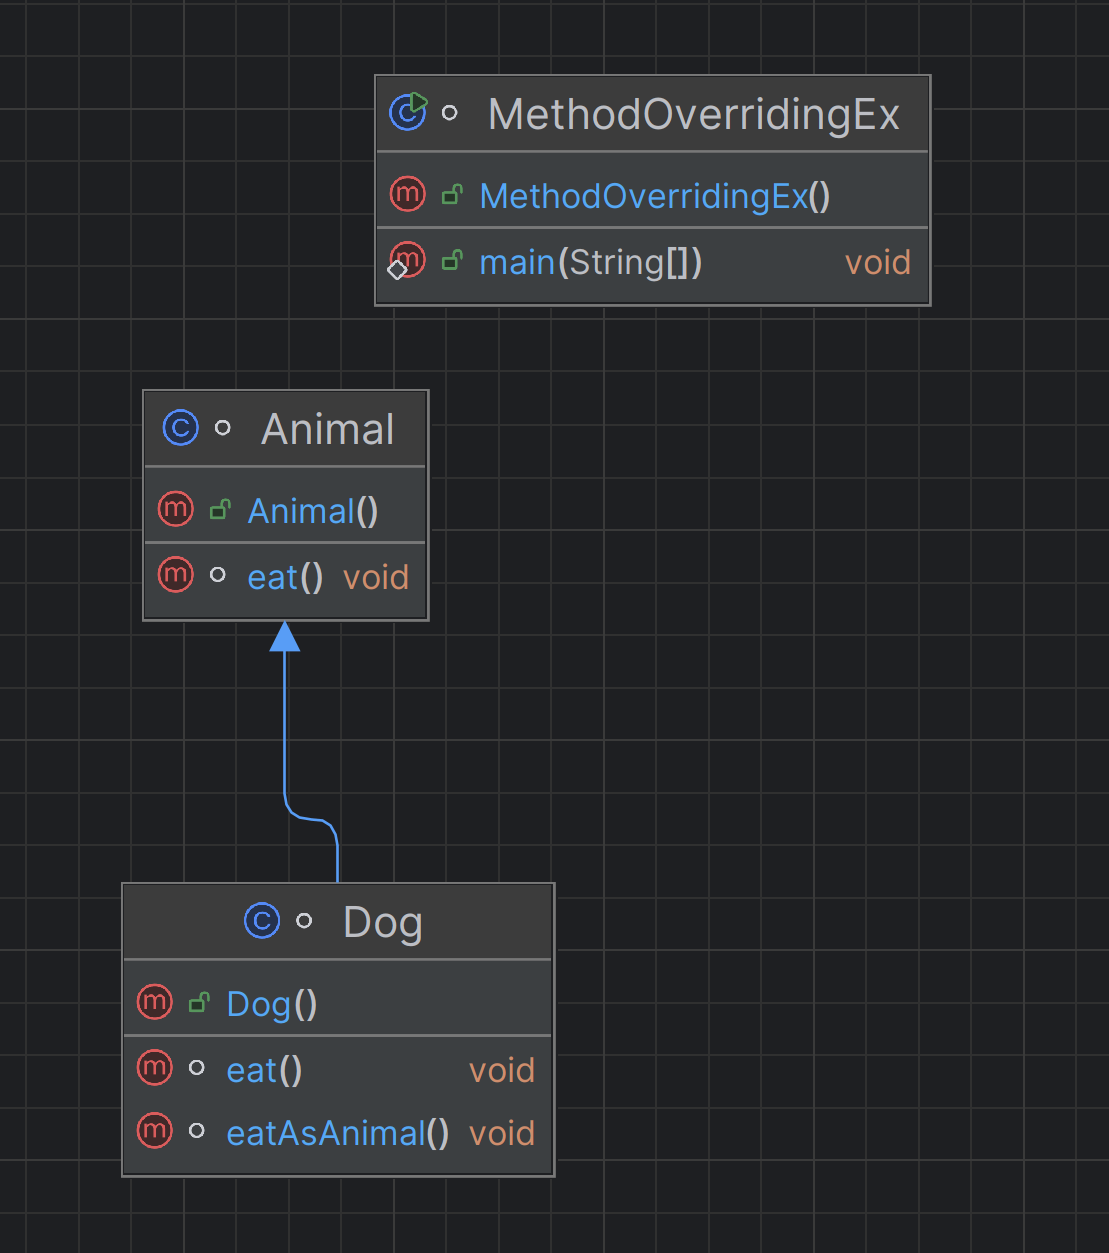 MethodOverridingEx
MethodOverridingEx()
main(String[]) void
Animal
Animal()
eat() void
Dog
Dog()
eat() void
eatAsAnimal() void